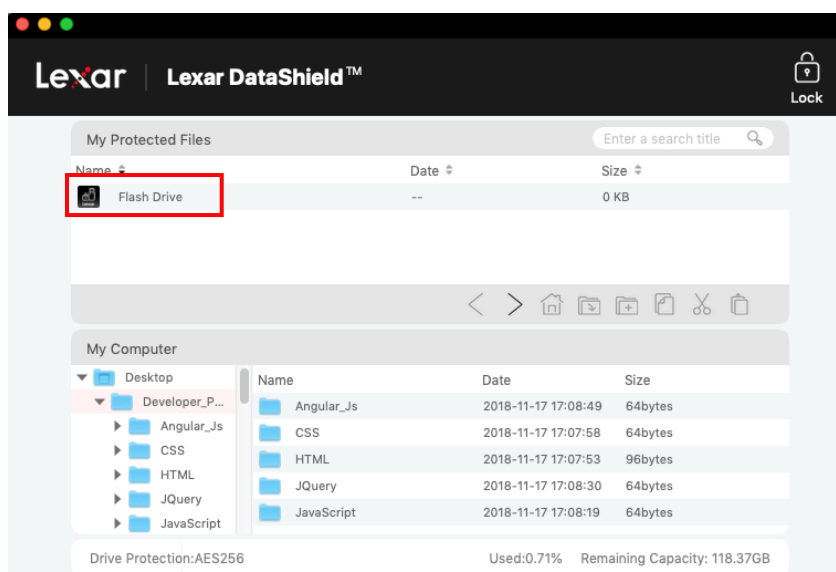 Lexar Lexar DataShield™
Lock
My Protected Files Enter a search title
Name Date Size
Flash Drive -- 0 KB
My Computer
Desktop
Developer_P...
Angular_Js
CSS
HTML
JQuery
JavaScript
Name Date Size
Angular_Js 2018-11-17 17:08:49 64bytes
CSS 2018-11-17 17:07:58 64bytes
HTML 2018-11-17 17:07:53 96bytes
JQuery 2018-11-17 17:08:30 64bytes
JavaScript 2018-11-17 17:08:19 64bytes
Drive Protection:AES256 Used:0.71% Remaining Capacity: 118.37GB